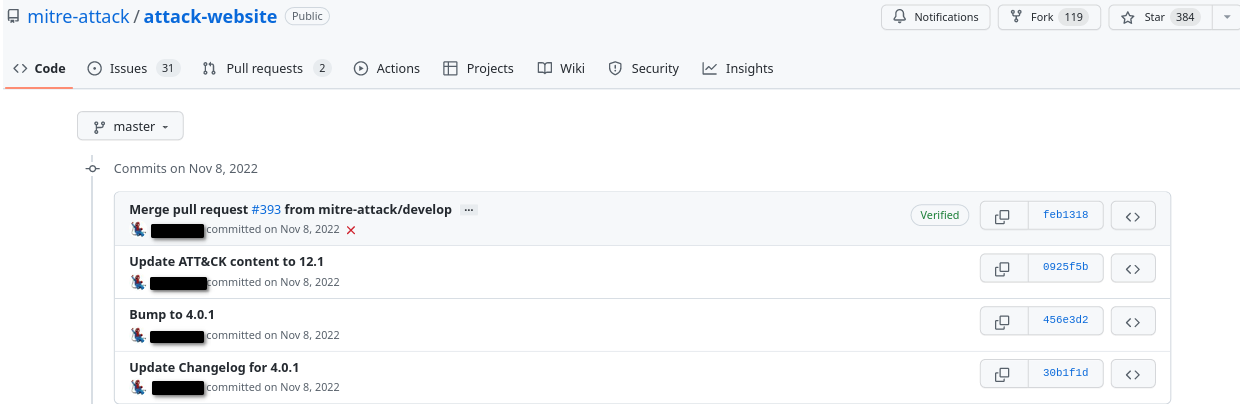 mitre-attack / attack-website Public Notifications Fork 119 Star 384
Code Issues 31 Pull requests 2 Actions Projects Wiki Security Insights
master
Commits on Nov 8, 2022
Merge pull request #393 from mitre-attack/develop ...
committed on Nov 8, 2022
Verified feb1318
Update ATT&CK content to 12.1
committed on Nov 8, 2022
0925f5b
Bump to 4.0.1
committed on Nov 8, 2022
456e3d2
Update Changelog for 4.0.1
committed on Nov 8, 2022
30b1f1d